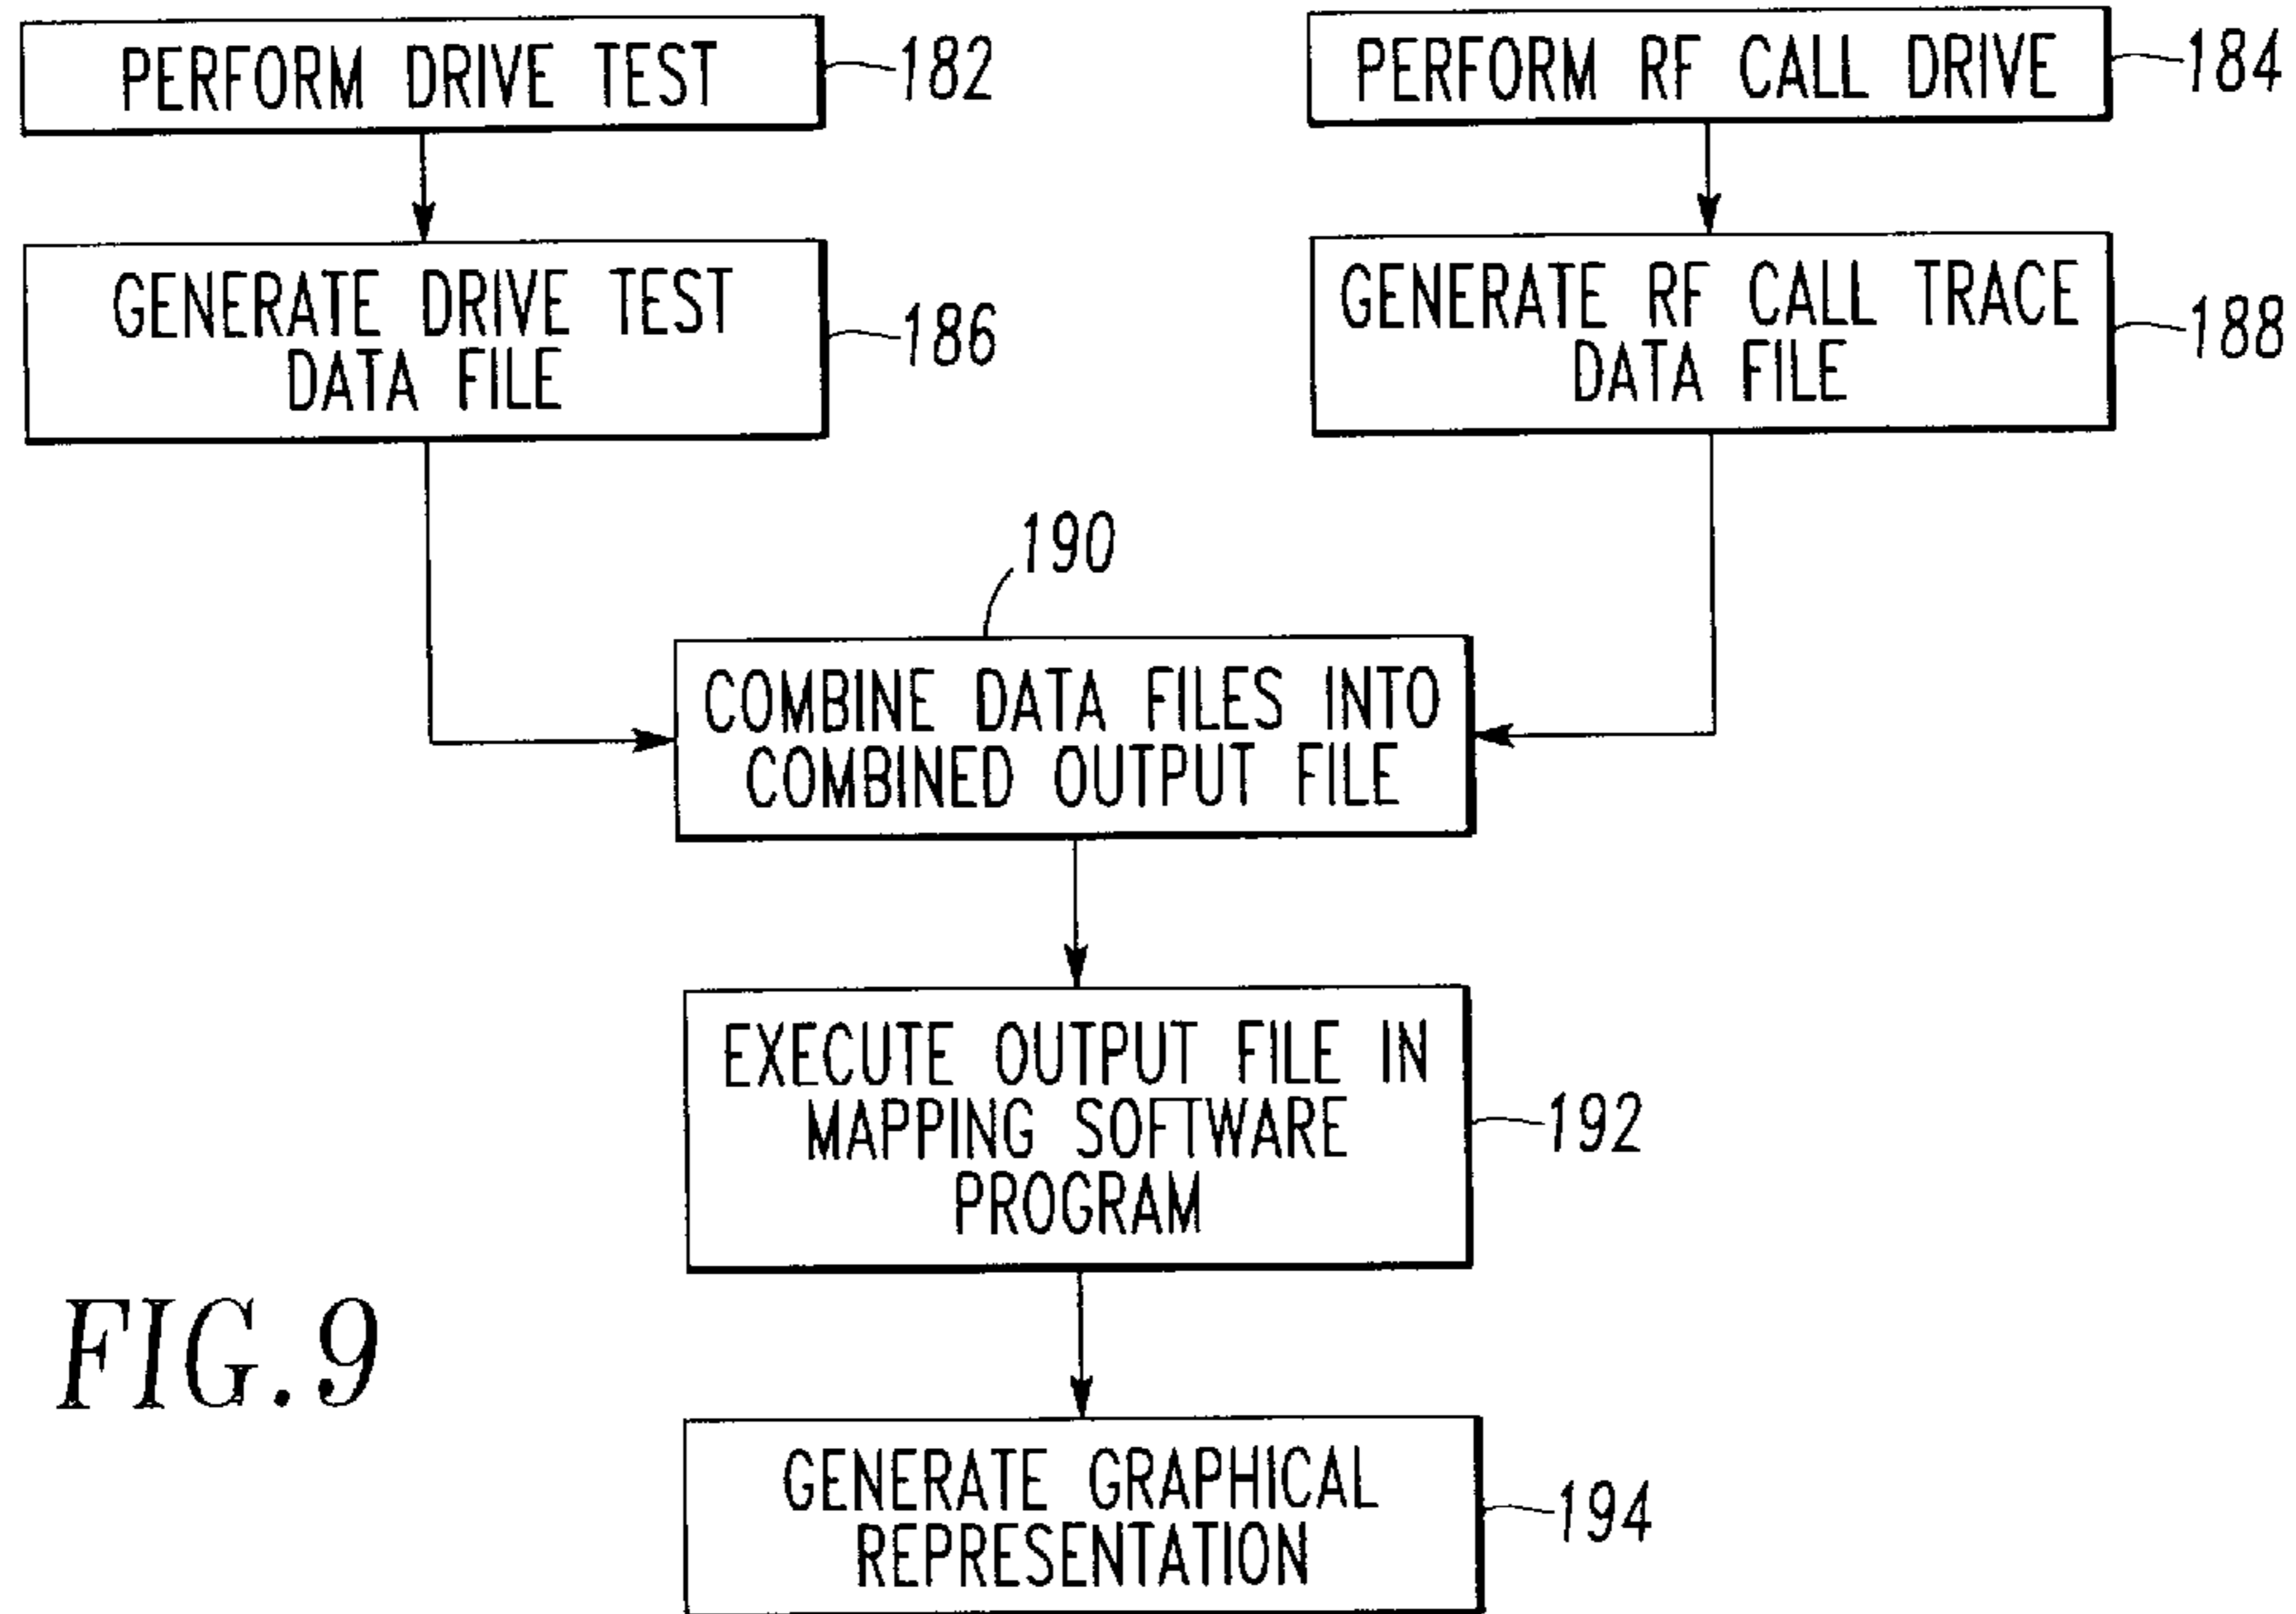 PERFORM DRIVE TEST
182
PERFORM RF CALL DRIVE
184
GENERATE DRIVE TEST
DATA FILE
186
GENERATE RF CALL TRACE
DATA FILE
188
190
COMBINE DATA FILES INTO
COMBINED OUTPUT FILE
EXECUTE OUTPUT FILE IN
MAPPING SOFTWARE
PROGRAM
192
GENERATE GRAPHICAL
REPRESENTATION
194
FIG.9